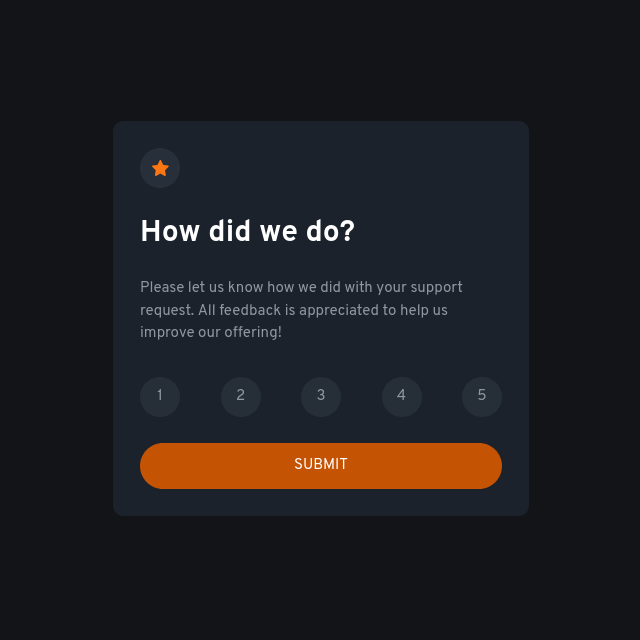 How did we do?
Please let us know how we did with your support
request. All feedback is appreciated to help us
improve our offering!
1 2 3 4 5
SUBMIT